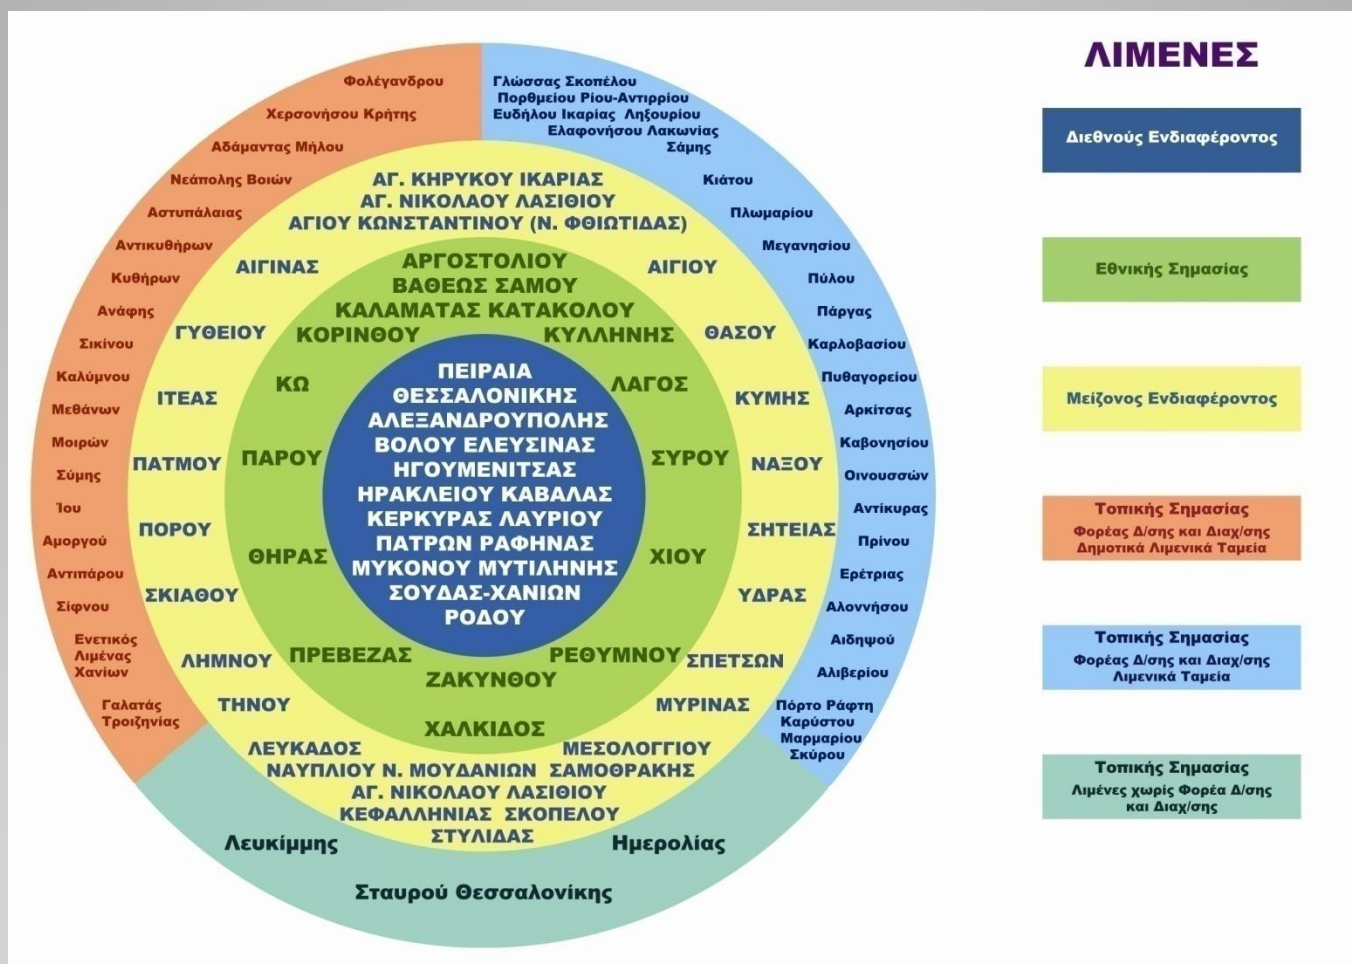 ΛΙΜΕΝΕΣ
Διεθνούς Ενδιαφέροντος
Εθνικής Σημασίας
Μείζονος Ενδιαφέροντος
Τοπικής Σημασίας
Φορέας Δ/σης και Διαχ/σης
Δημοτικά Λιμενικά Ταμεία
Τοπικής Σημασίας
Φορέας Δ/σης και Διαχ/σης
Λιμενικά Ταμεία
Τοπικής Σημασίας
Λιμένες χωρίς Φορέα Δ/σης
και Διαχ/σης
Φολέγανδρου
Χερσονήσου Κρήτης
Αδάμαντας Μήλου
Νεάπολης Βοιών
Αστυπάλαιας
Αντικυθήρων
Κυθήρων
Ανάφης
Σικίνου
Καλύμνου
Μεθάνων
Μοιρών
Σύμης
Ίου
Αμοργού
Αντιπάρου
Σίφνου
Ενετικός
Λιμένας
Χανίων
Γαλατάς
Τροιζηνίας
Γλώσσας Σκοπέλου
Πορθμείου Ρίου-Αντιρρίου
Ευδήλου Ικαρίας Ληξουρίου
Ελαφονήσου Λακωνίας
Σάμης
Κιάτου
Πλωμαρίου
Μεγανησίου
Πύλου
Πάργας
Καρλοβασίου
Πυθαγορείου
Αρκίτσας
Καβονησίου
Οινουσσών
Αντίκυρας
Πρίνου
Ερέτριας
Αλοννήσου
Αιδηψού
Αλιβερίου
Πόρτο Ράφτη
Καρύστου
Μαρμαρίου
Σκύρου
ΑΓ. ΚΗΡΥΚΟΥ ΙΚΑΡΙΑΣ
ΑΓ. ΝΙΚΟΛΑΟΥ ΛΑΣΙΘΙΟΥ
ΑΓΙΟΥ ΚΩΝΣΤΑΝΤΙΝΟΥ (Ν. ΦΘΙΩΤΙΔΑΣ)
ΑΙΓΙΝΑΣ
ΑΙΓΙΟΥ
ΓΥΘΕΙΟΥ
ΘΑΣΟΥ
ΙΤΕΑΣ
ΚΥΜΗΣ
ΠΑΤΜΟΥ
ΝΑΞΟΥ
ΠΟΡΟΥ
ΣΗΤΕΙΑΣ
ΣΚΙΑΘΟΥ
ΥΔΡΑΣ
ΛΗΜΝΟΥ
ΣΠΕΤΣΩΝ
ΤΗΝΟΥ
ΜΥΡΙΝΑΣ
ΛΕΥΚΑΔΟΣ
ΜΕΣΟΛΟΓΓΙΟΥ
ΝΑΥΠΛΙΟΥ Ν. ΜΟΥΔΑΝΙΩΝ ΣΑΜΟΘΡΑΚΗΣ
ΑΓ. ΝΙΚΟΛΑΟΥ ΛΑΣΙΘΙΟΥ
ΚΕΦΑΛΛΗΝΙΑΣ ΣΚΟΠΕΛΟΥ
ΣΤΥΛΙΔΑΣ
ΑΡΓΟΣΤΟΛΙΟΥ
ΒΑΘΕΩΣ ΣΑΜΟΥ
ΚΑΛΑΜΑΤΑΣ ΚΑΤΑΚΟΛΟΥ
ΚΟΡΙΝΘΟΥ
ΚΥΛΛΗΝΗΣ
ΚΩ
ΛΑΓΟΣ
ΠΑΡΟΥ
ΣΥΡΟΥ
ΘΗΡΑΣ
ΧΙΟΥ
ΠΡΕΒΕΖΑΣ
ΡΕΘΥΜΝΟΥ
ΖΑΚΥΝΘΟΥ
ΧΑΛΚΙΔΟΣ
ΠΕΙΡΑΙΑ
ΘΕΣΣΑΛΟΝΙΚΗΣ
ΑΛΕΞΑΝΔΡΟΥΠΟΛΗΣ
ΒΟΛΟΥ ΕΛΕΥΣΙΝΑΣ
ΗΓΟΥΜΕΝΙΤΣΑΣ
ΗΡΑΚΛΕΙΟΥ ΚΑΒΑΛΑΣ
ΚΕΡΚΥΡΑΣ ΛΑΥΡΙΟΥ
ΠΑΤΡΩΝ ΡΑΦΗΝΑΣ
ΜΥΚΟΝΟΥ ΜΥΤΙΛΗΝΗΣ
ΣΟΥΔΑΣ-ΧΑΝΙΩΝ
ΡΟΔΟΥ
Λευκίμμης
Ημερολίας
Σταυρού Θεσσαλονίκης